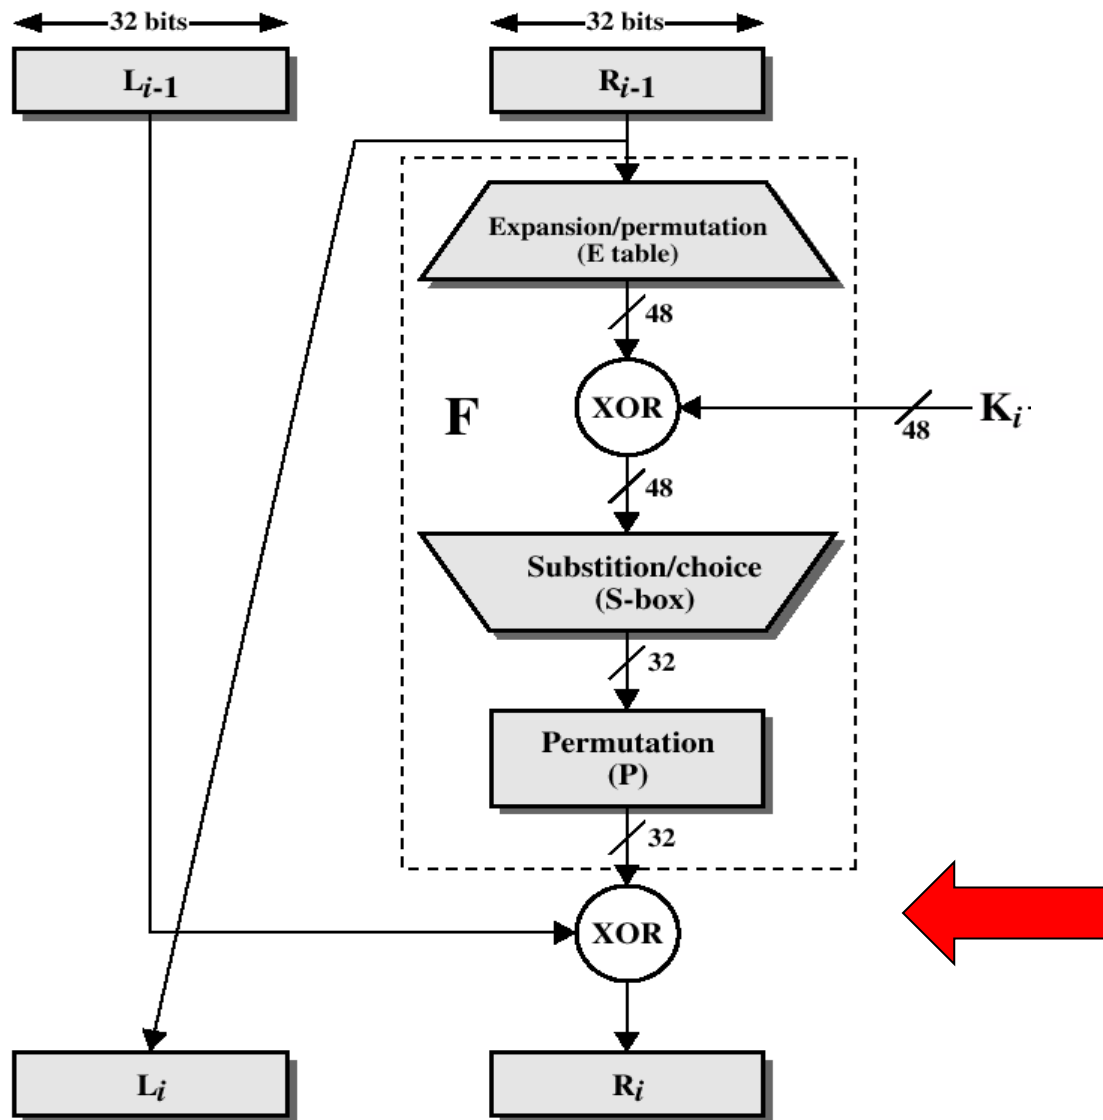 32 bits
32 bits
Li-1
Ri-1
Expansion/permutation
(E table)
48
F
XOR
48
Ki
48
Substition/choice
(S-box)
32
Permutation
(P)
32
XOR
Li
Ri